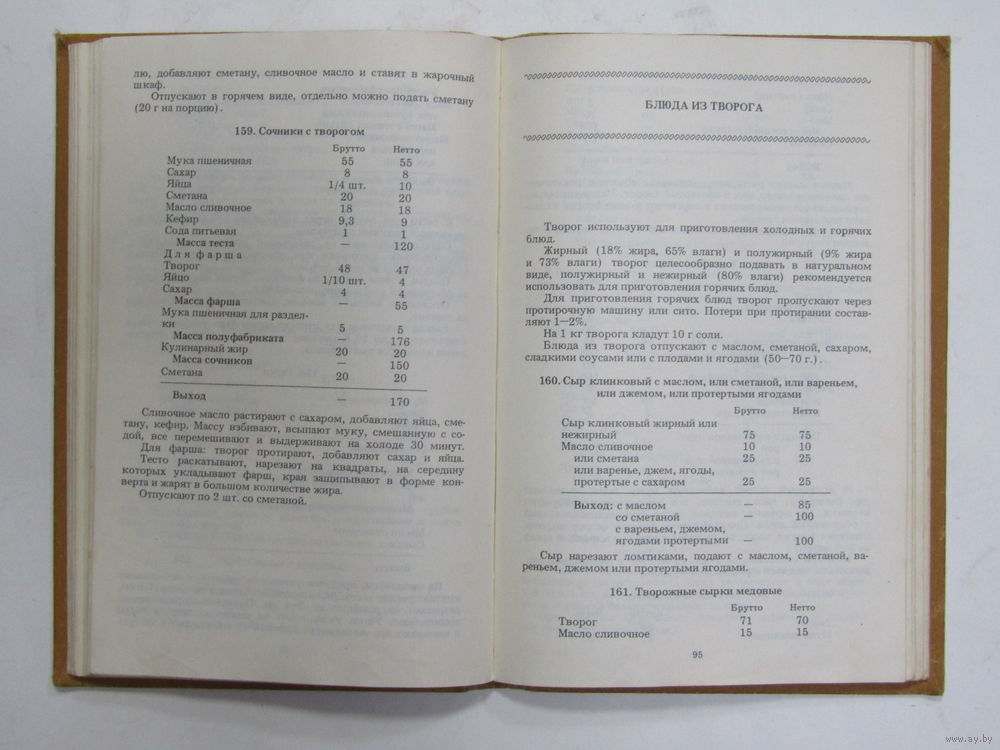 лю, добавляют сметану, сливочное масло и ставят в жарочный
шкаф.
Отпускают в горячем виде, отдельно можно подать сметану
(20 г на порцию).
159. Сочники с творогом
Брутто Нетто
Мука пшеничная 55 55
Сахар 8 8
Яйца 1/4 шт. 10
Сметана 20 20
Масло сливочное 18 18
Кефир 9,3 9
Сода питьевая 1 1
Масса теста — 120
Для фарша
Творог 48 47
Яйцо 1/10 шт. 4
Сахар 4 4
Масса фарша — 55
Мука пшеничная для раздел-
ки 5 5
Масса полуфабриката — 176
Кулинарный жир 20 20
Масса сочников — 150
Сметана 20 20
Выход — 170
Сливочное масло растирают с сахаром, добавляют яйца, сме-
тану, кефир. Массу взбивают, всыпают муку, смешанную с со-
дой, все перемешивают и выдерживают на холоде 30 минут.
Для фарша: творог протирают, добавляют сахар и яйца.
Тесто раскатывают, нарезают на квадраты, на середину
которых укладывают фарш, края защипывают в форме кон-
верта и жарят в большом количестве жира.
Отпускают по 2 шт. со сметаной.
БЛЮДА ИЗ ТВОРОГА
Творог используют для приготовления холодных и горячих
блюд.
Жирный (18% жира, 65% влаги) и полужирный (9% жира
и 73% влаги) творог целесообразно подавать в натуральном
виде, полужирный и нежирный (80% влаги) рекомендуется
использовать для приготовления горячих блюд.
Для приготовления горячих блюд творог пропускают через
протирочную машину или сито. Потери при протирании состав-
ляют 1—2%.
На 1 кг творога кладут 10 г соли.
Блюда из творога отпускают с маслом, сметаной, сахаром,
сладкими соусами или с плодами и ягодами (50—70 г.).
160. Сыр клинковый с маслом, или сметаной, или вареньем,
или джемом, или протертыми ягодами
Брутто Нетто
Сыр клинковый жирный или
нежирный 75 75
Масло сливочное 10 10
или сметана 25 25
или варенье, джем, ягоды,
протертые с сахаром 25 25
Выход: с маслом — 85
со сметаной — 100
с вареньем, джемом,
ягодами протертыми — 100
Сыр нарезают ломтиками, подают с маслом, сметаной, ва-
реньем, джемом или протертыми ягодами.
161. Творожные сырки медовые
Брутто Нетто
Творог 71 70
Масло сливочное 15 15
95
www.ay.by